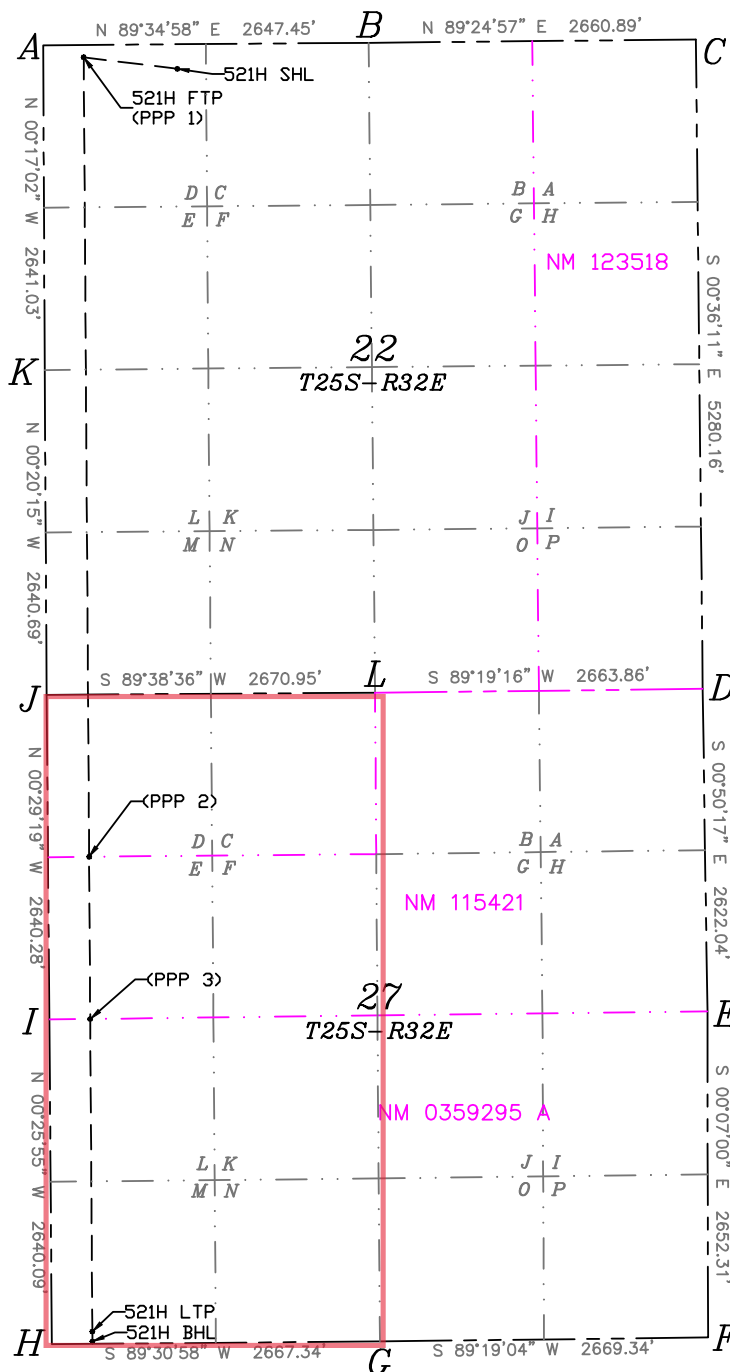 N 89°34'58" E 2647.45'
N 89°24'57" E 2660.89'
A
B
C
521H SHL
521H FTP
(PPP 1)
N 00°17'02" W 2641.03'
D C
E F
B A
G H
NM 123518
S 00°36'11" E 5280.16'
22
T25S-R32E
K
N 00°20'15" W 2640.69'
L K
M N
J I
O P
S 89°38'36" W 2670.95'
S 89°19'16" W 2663.86'
J
L
D
N 00°29'19" W 2640.28'
(PPP 2)
D C
E F
B A
G H
S 00°50'17" E 2622.04'
NM 115421
(PPP 3)
27
T25S-R32E
I
E
NM 0359295 A
N 00°25'55" W 2640.09'
S 00°07'00" E 2652.31'
L K
M N
J I
O P
521H LTP
521H BHL
H
G
F
S 89°30'58" W 2667.34'
S 89°19'04" W 2669.34'